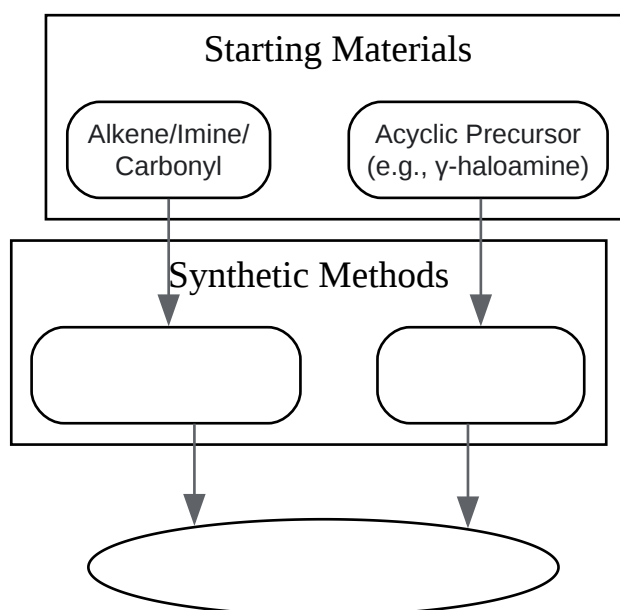 Starting Materials
Alkene/Imine/
Carbonyl
Acyclic Precursor
(e.g., γ-haloamine)
Synthetic Methods